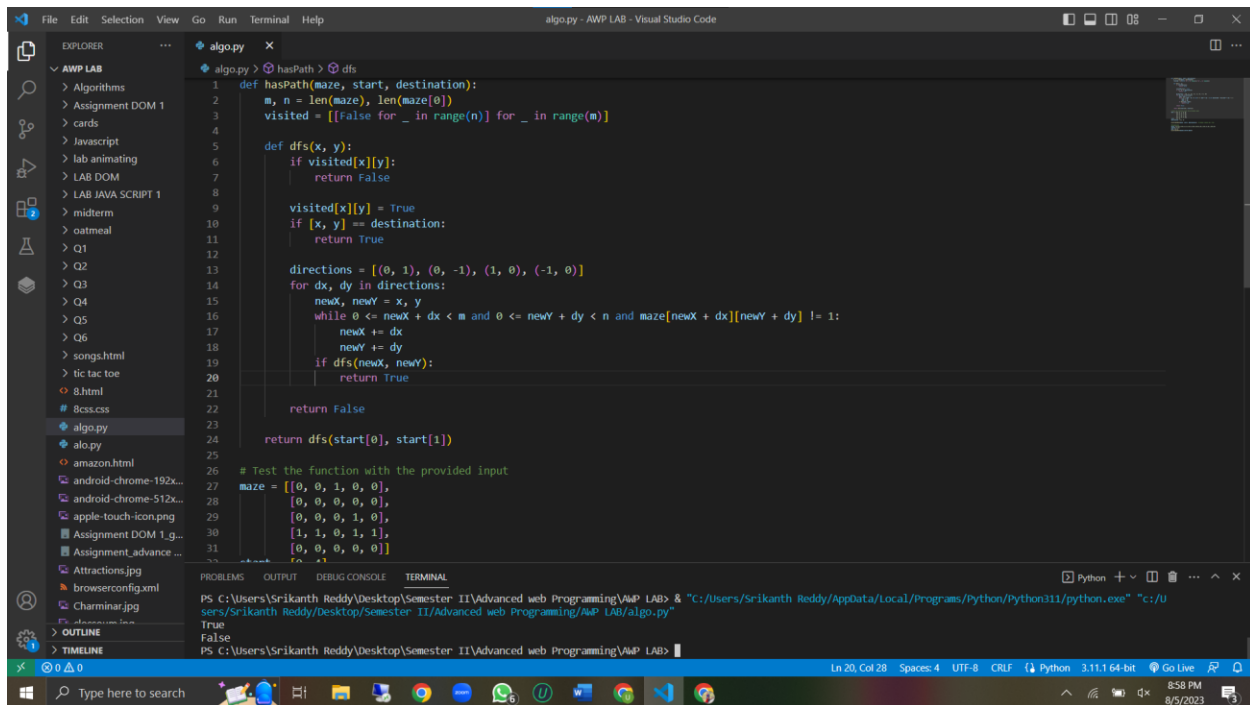 File Edit Selection View Go Run Terminal Help
algo.py - AWP LAB - Visual Studio Code
EXPLORER
AWP LAB
Algorithms
Assignment DOM 1
cards
Javascript
lab animating
LAB DOM
LAB JAVA SCRIPT 1
midterm
oatmeal
Q1
Q2
Q3
Q4
Q5
Q6
songs.html
tic tac toe
8.html
8css.css
algo.py
alo.py
amazon.html
android-chrome-192x...
android-chrome-512x...
apple-touch-icon.png
Assignment DOM 1_g...
Assignment_advance ...
Attractions.jpg
browserconfig.xml
Charminar.jpg
OUTLINE
TIMELINE
2
1
algo.py
algo.py > hasPath > dfs
1 def hasPath(maze, start, destination):
2     m, n = len(maze), len(maze[0])
3     visited = [[False for _ in range(n)] for _ in range(m)]
4
5     def dfs(x, y):
6         if visited[x][y]:
7             return False
8
9         visited[x][y] = True
10         if [x, y] == destination:
11             return True
12
13         directions = [(0, 1), (0, -1), (1, 0), (-1, 0)]
14         for dx, dy in directions:
15             newX, newY = x, y
16             while 0 <= newX + dx < m and 0 <= newY + dy < n and maze[newX + dx][newY + dy] != 1:
17                 newX += dx
18                 newY += dy
19             if dfs(newX, newY):
20                 return True
21
22         return False
23
24     return dfs(start[0], start[1])
25
26 # Test the function with the provided input
27 maze = [[0, 0, 1, 0, 0],
28         [0, 0, 0, 0, 0],
29         [0, 0, 0, 1, 0],
30         [1, 1, 0, 1, 1],
31         [0, 0, 0, 0, 0]]
PROBLEMS OUTPUT DEBUG CONSOLE TERMINAL
Python
PS C:\Users\Srikanth Reddy\Desktop\Semester II\Advanced web Programming\AWP LAB> & "C:/Users/Srikanth Reddy/AppData/Local/Programs/Python/Python311/python.exe" "c:/U
sers/Srikanth Reddy/Desktop/Semester II/Advanced web Programming/AWP LAB/algo.py"
True
False
PS C:\Users\Srikanth Reddy\Desktop\Semester II\Advanced web Programming\AWP LAB>
0 0 Ln 20, Col 28 Spaces: 4 UTF-8 CRLF Python 3.11.1 64-bit Go Live
Type here to search
8:58 PM
8/5/2023